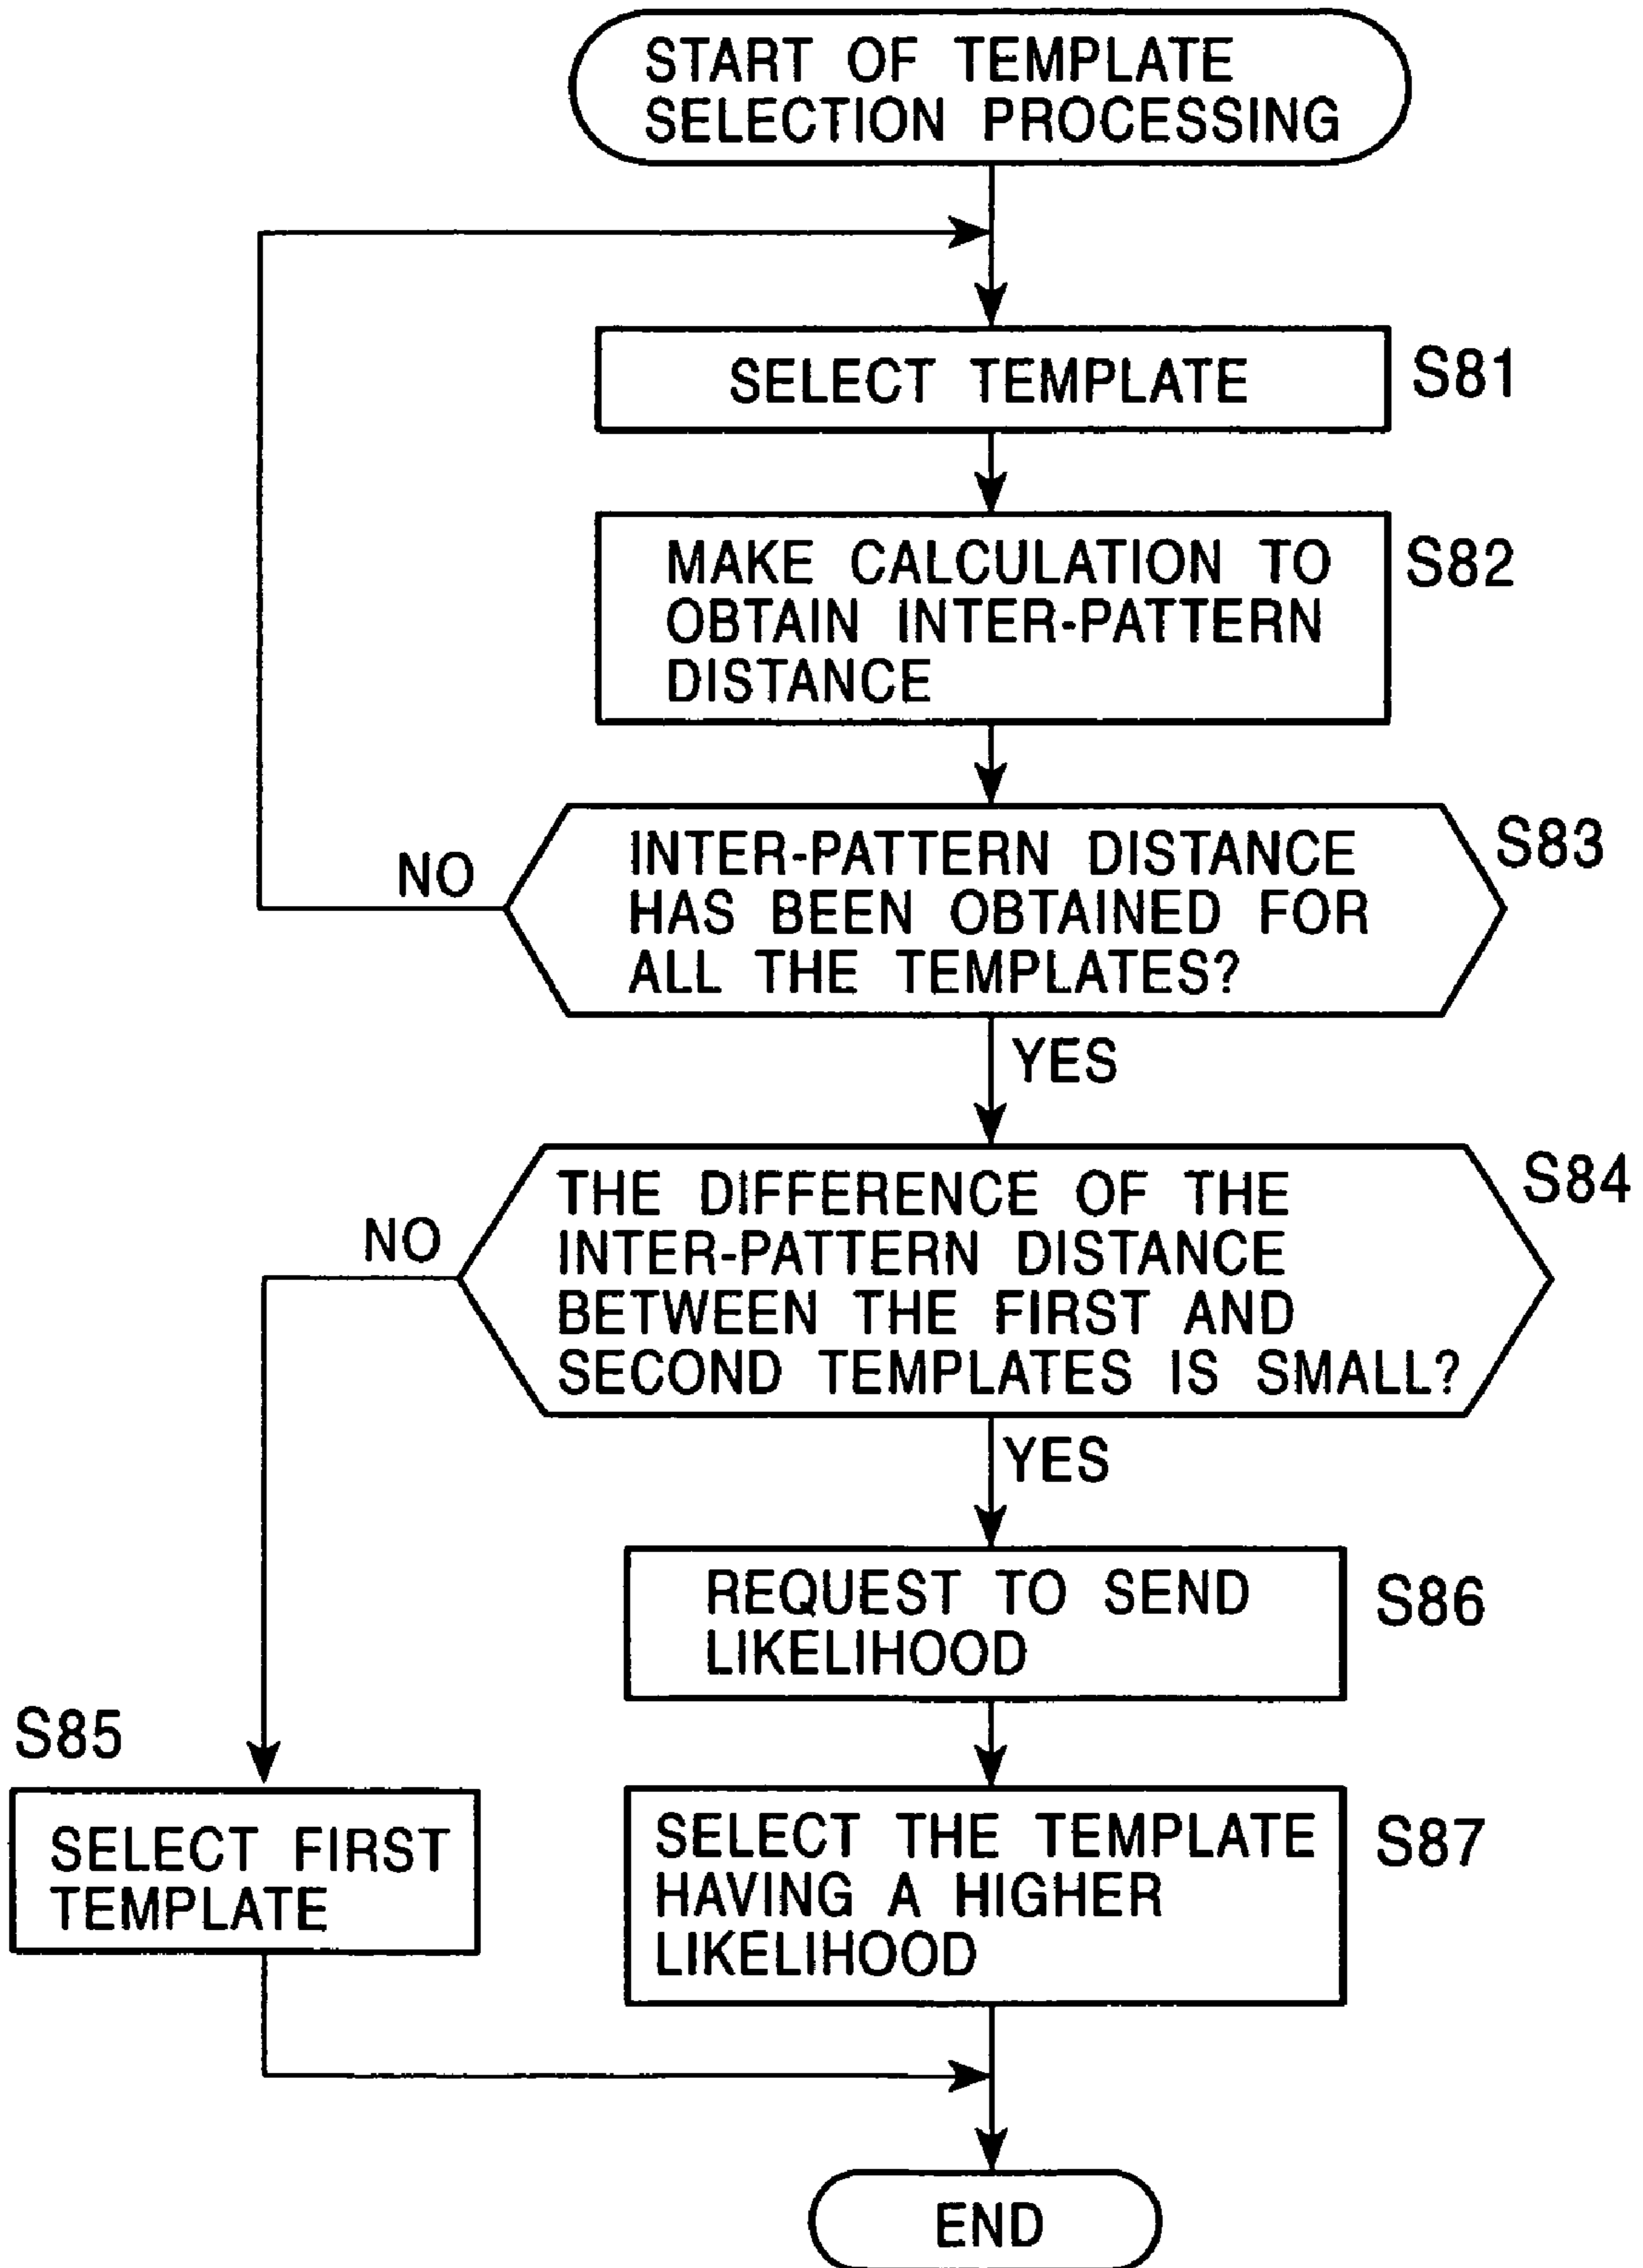 START OF TEMPLATE
SELECTION PROCESSING
SELECT TEMPLATE
S81
MAKE CALCULATION TO
OBTAIN INTER-PATTERN
DISTANCE
S82
INTER-PATTERN DISTANCE
HAS BEEN OBTAINED FOR
ALL THE TEMPLATES?
S83
NO
YES
THE DIFFERENCE OF THE
INTER-PATTERN DISTANCE
BETWEEN THE FIRST AND
SECOND TEMPLATES IS SMALL?
S84
NO
YES
REQUEST TO SEND
LIKELIHOOD
S86
S85
SELECT FIRST
TEMPLATE
SELECT THE TEMPLATE
HAVING A HIGHER
LIKELIHOOD
S87
END